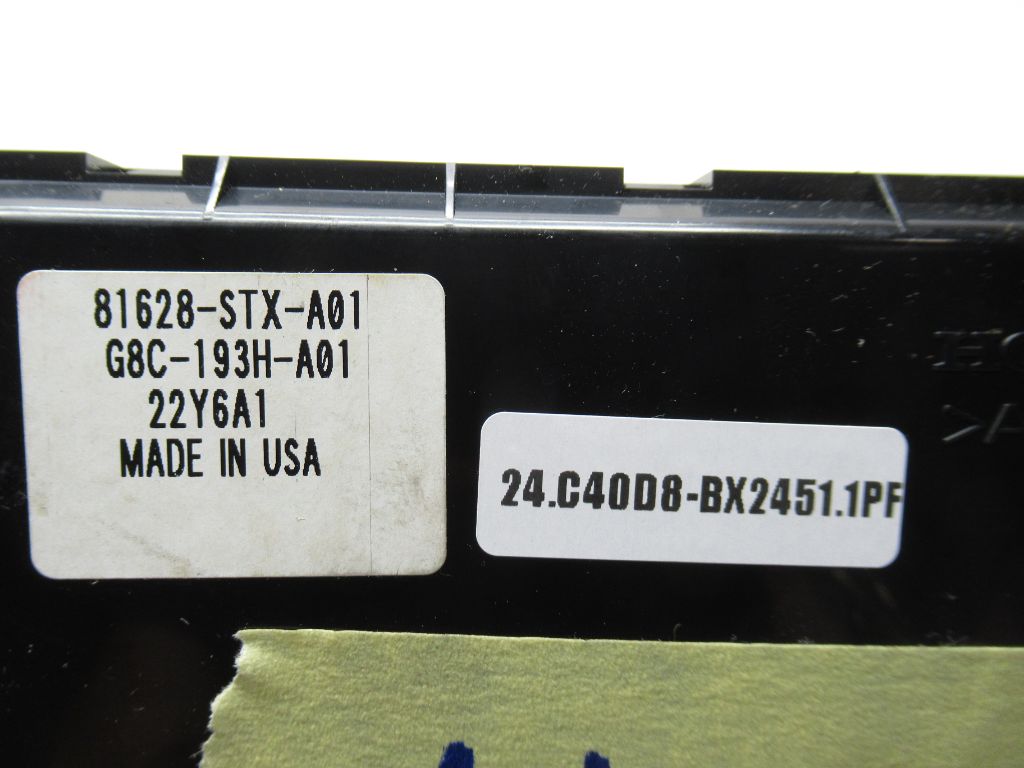 81628-STX-A01
G8C-193H-A01
22Y6A1
MADE IN USA
24.C40D8-BX2451.1PF